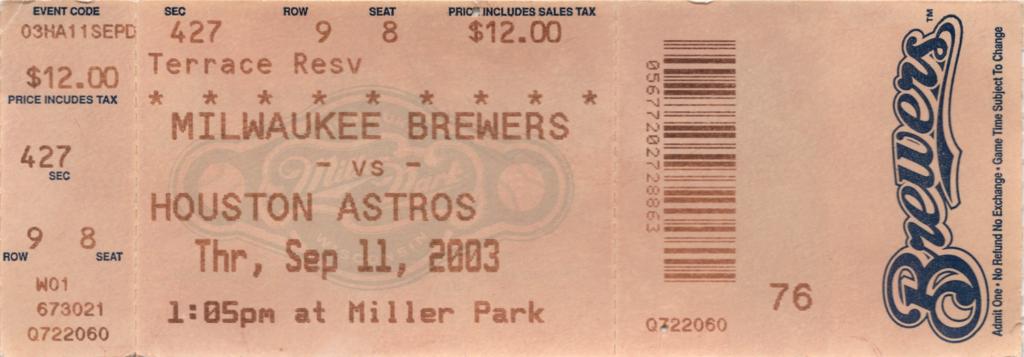 EVENT CODE
03HA11SEPD
$12.00
PRICE INCUDES TAX
427
SEC
9 8
ROW SEAT
W01
673021
Q722060
SEC ROW SEAT PRICE INCLUDES SALES TAX
427 9 8 $12.00
Terrace Resv
* * * * * * * * *
MILWAUKEE BREWERS
- vs -
HOUSTON ASTROS
Thr, Sep 11, 2003
1:05pm at Miller Park
Miller Park
Q722060
76
Brewers™
Admit One • No Refund No Exchange • Game Time Subject To Change